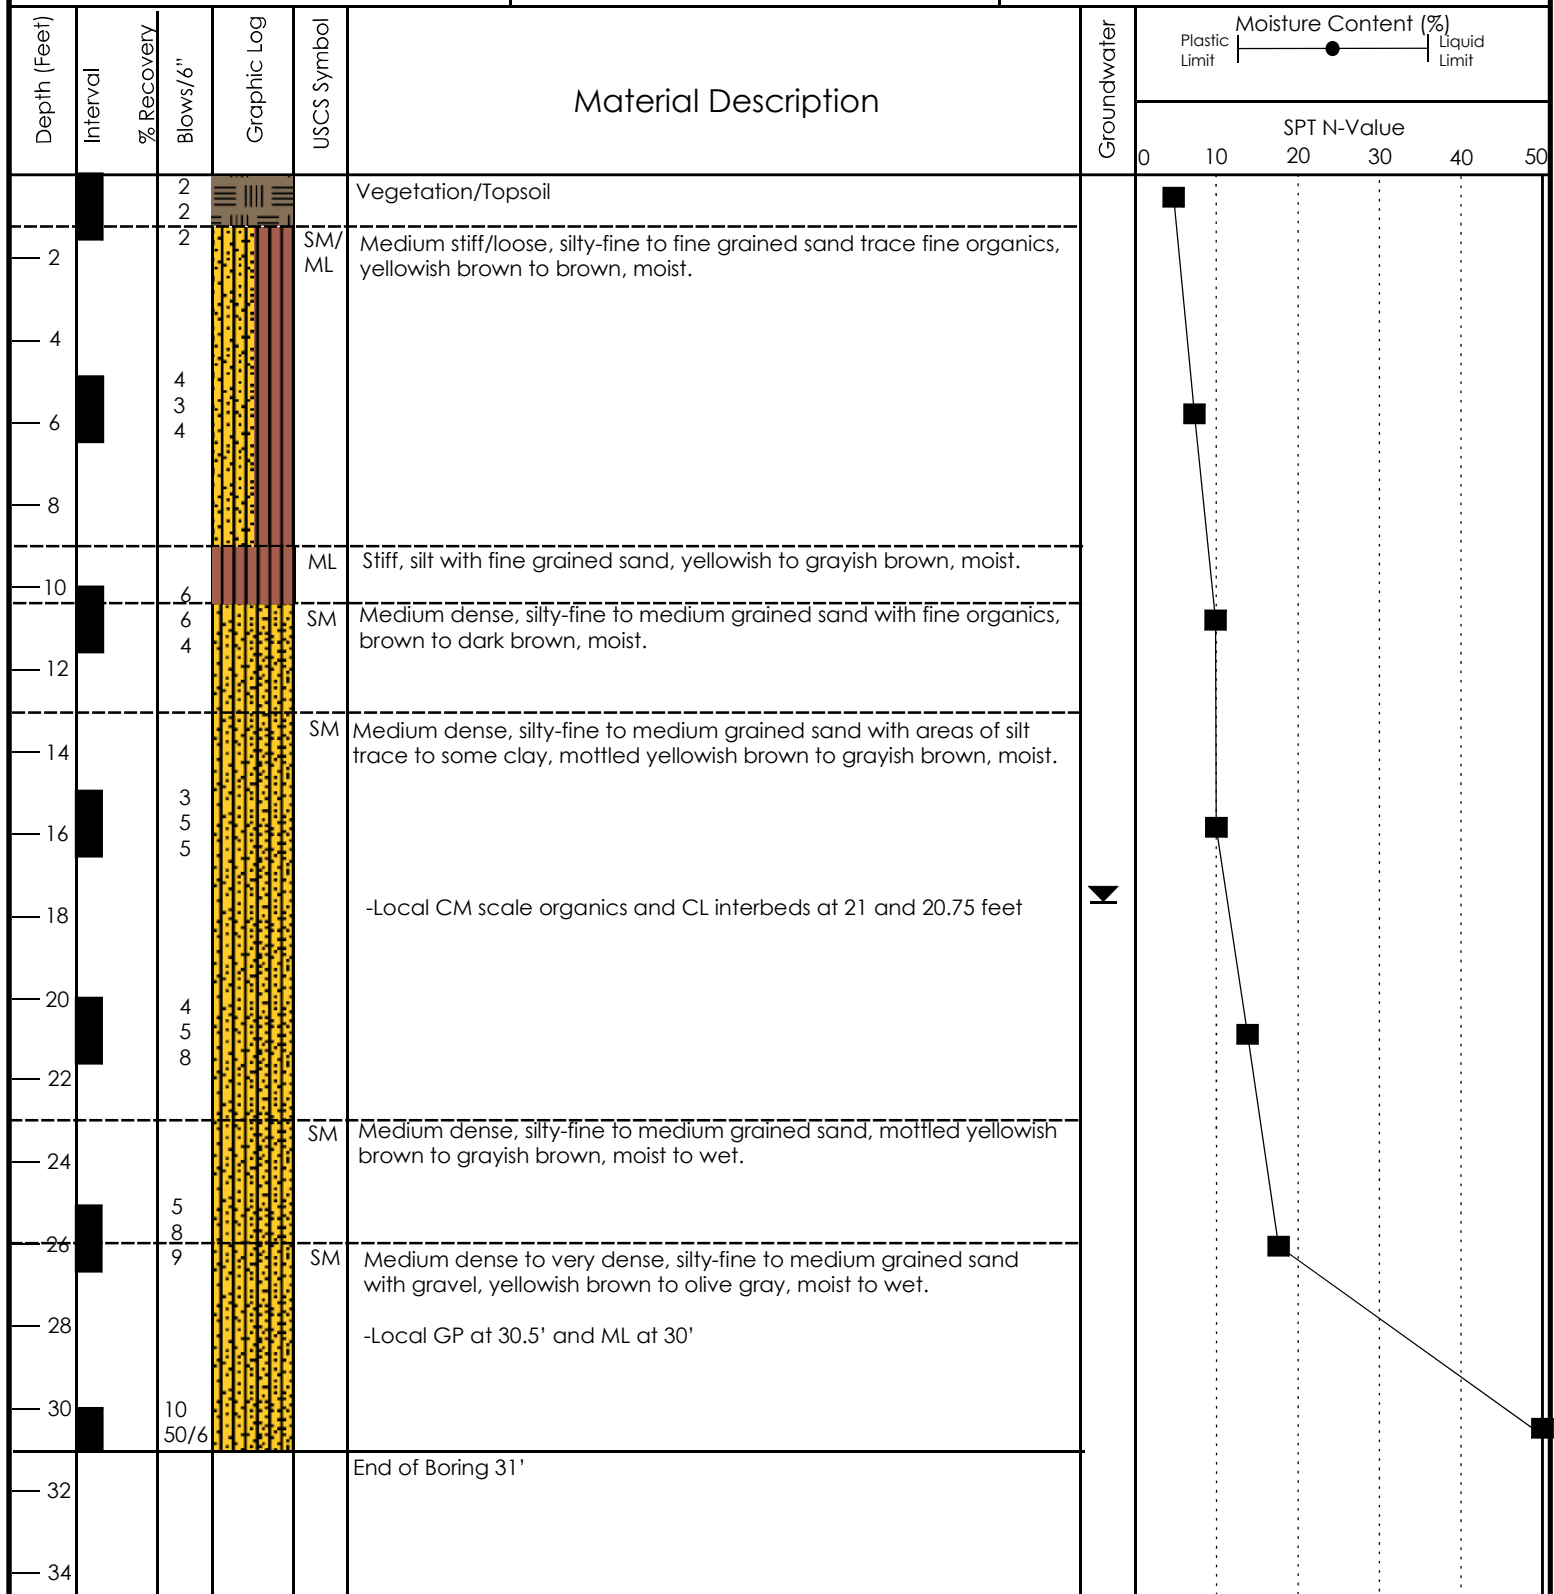 Depth (Feet)
Interval
% Recovery
Blows/6"
Graphic Log
USCS Symbol
Material Description
Groundwater
Moisture Content (%)
Plastic
Limit
Liquid
Limit
SPT N-Value
0 10 20 30 40 50
2
2
2
Vegetation/Topsoil
SM/
ML
Medium stiff/loose, silty-fine to fine grained sand trace fine organics,
yellowish brown to brown, moist.
2
4
4
3
4
6
8
ML
Stiff, silt with fine grained sand, yellowish to grayish brown, moist.
10
6
6
4
SM
Medium dense, silty-fine to medium grained sand with fine organics,
brown to dark brown, moist.
12
SM
Medium dense, silty-fine to medium grained sand with areas of silt
trace to some clay, mottled yellowish brown to grayish brown, moist.
14
3
5
5
16
18
-Local CM scale organics and CL interbeds at 21 and 20.75 feet
20
4
5
8
22
SM
Medium dense, silty-fine to medium grained sand, mottled yellowish
brown to grayish brown, moist to wet.
24
5
8
9
26
SM
Medium dense to very dense, silty-fine to medium grained sand
with gravel, yellowish brown to olive gray, moist to wet.
28
-Local GP at 30.5' and ML at 30'
30
10
50/6
End of Boring 31'
32
34